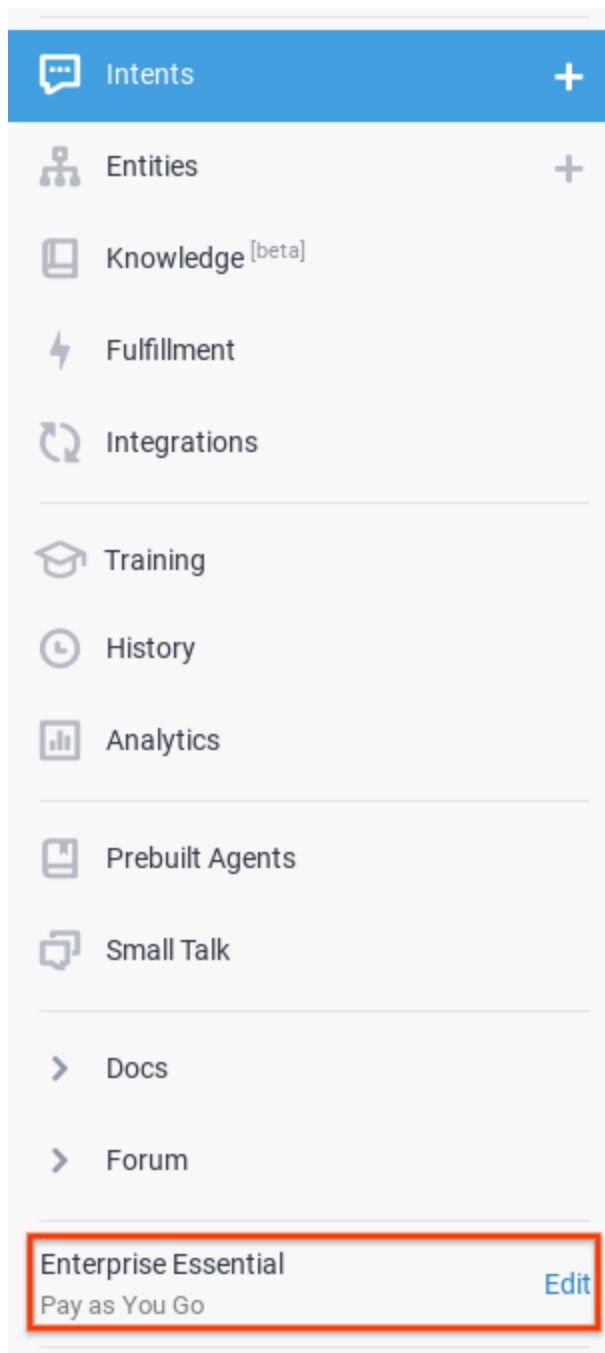 Intents
Entities
Knowledge [beta]
Fulfillment
Integrations
Training
History
Analytics
Prebuilt Agents
Small Talk
Docs
Forum
Enterprise Essential
Pay as You Go
Edit